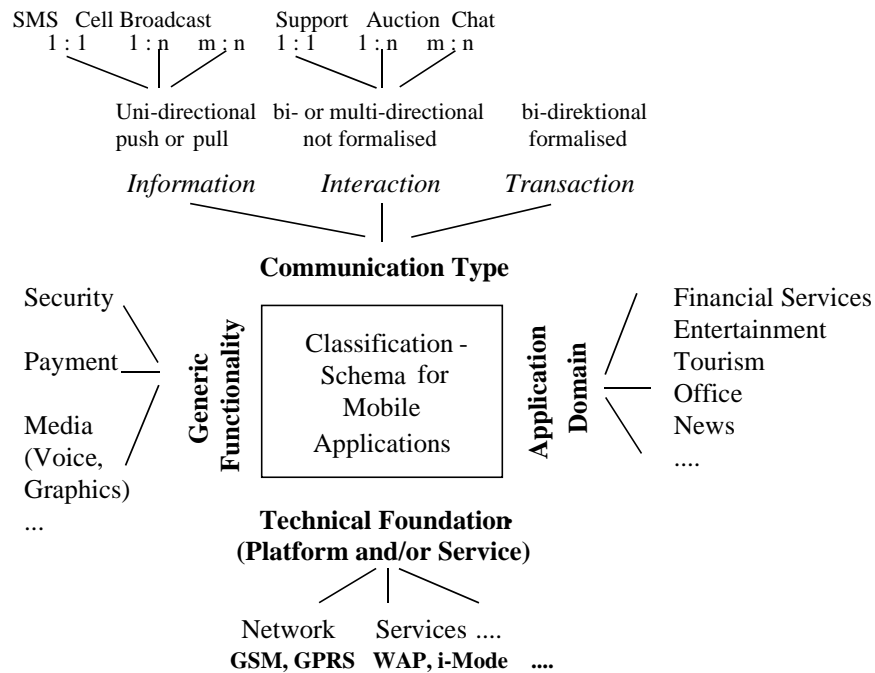 SMS Cell Broadcast
1 : 1 1 : n m : n
Support Auction Chat
1 : 1 1: n m : n
Uni-directional
push or pull
bi- or multi-directional
not formalised
bi-direktional
formalised
Information Interaction Transaction
Communication Type
Security
Payment
Media
(Voice,
Graphics)
...
Generic
Functionality
Classification -
Schema for
Mobile
Applications
Application
Domain
Financial Services
Entertainment
Tourism
Office
News
....
Technical Foundation
(Platform and/or Service)
Network Services ....
GSM, GPRS WAP, i-Mode ....